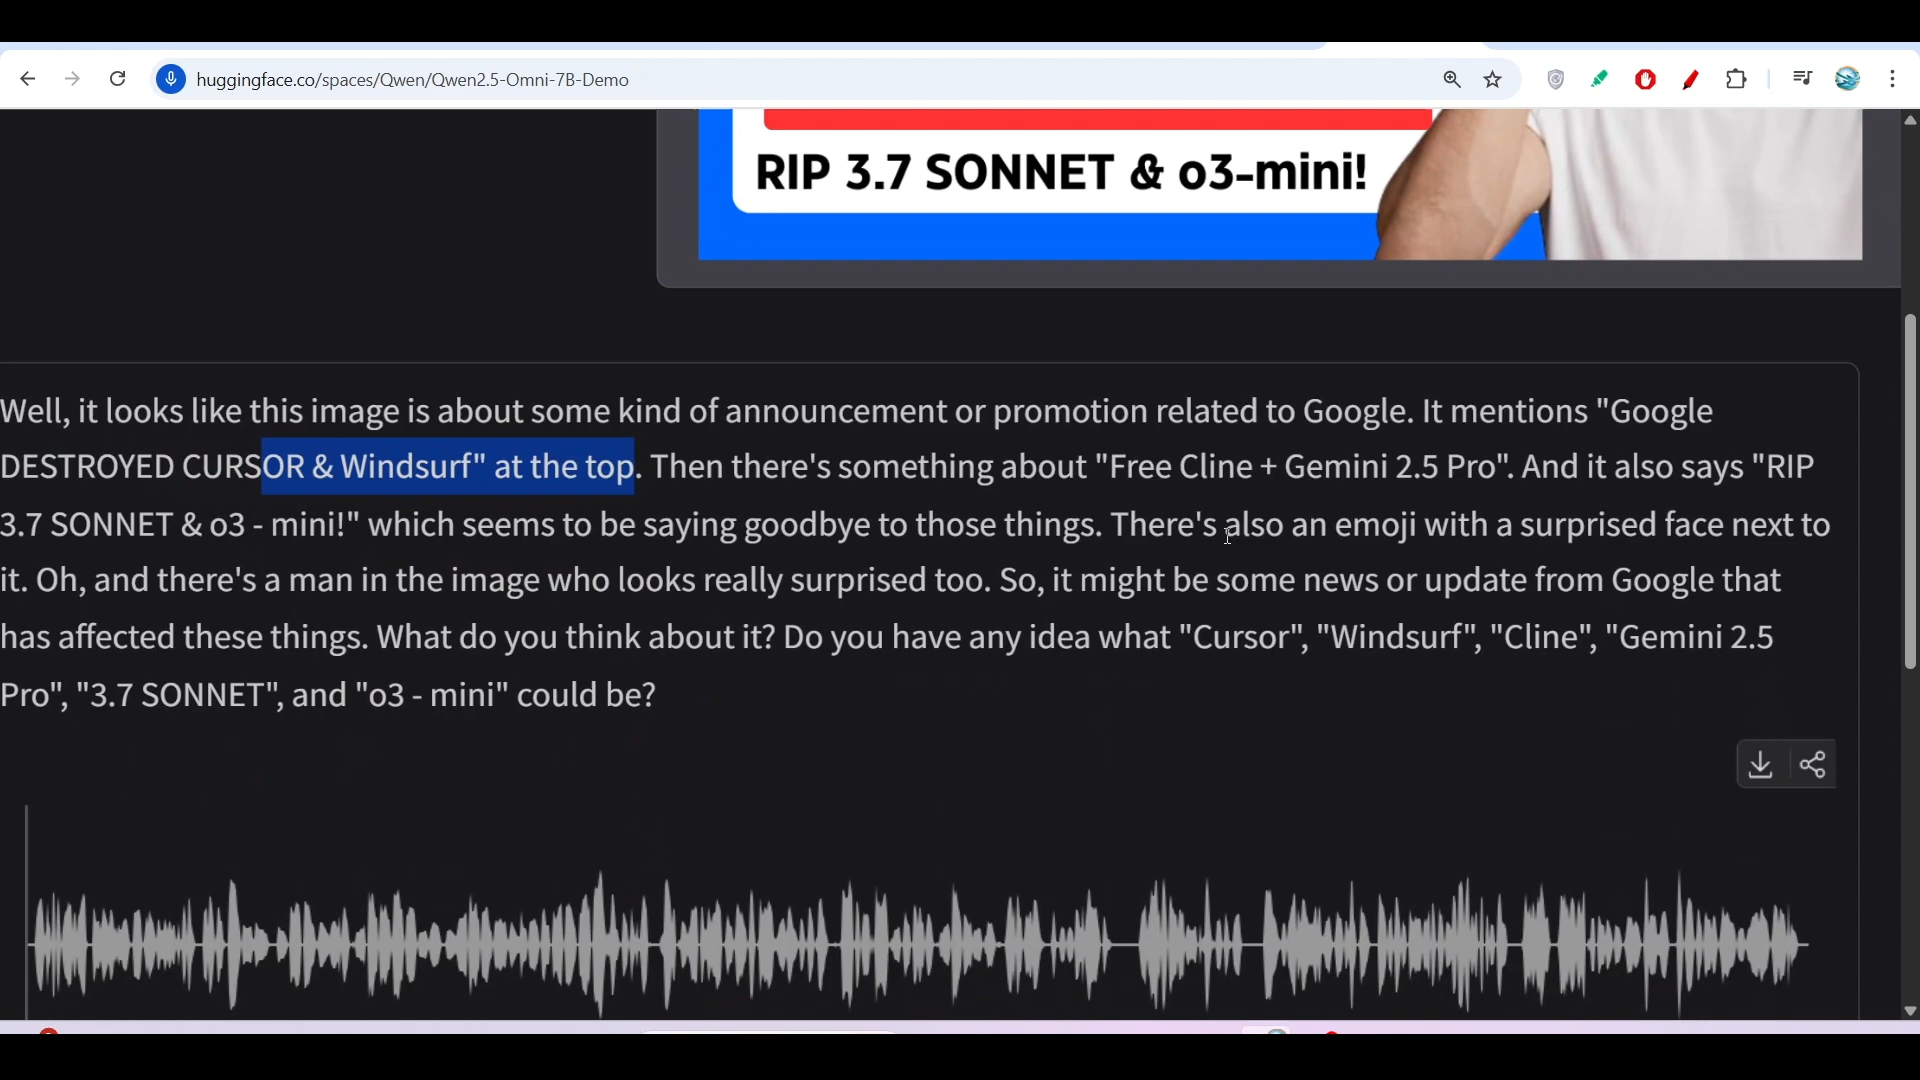 huggingface.co/spaces/Qwen/Qwen2.5-Omni-7B-Demo
RIP 3.7 SONNET & o3-mini!
Well, it looks like this image is about some kind of announcement or promotion related to Google. It mentions "Google
DESTROYED CURSOR & Windsurf" at the top. Then there's something about "Free Cline + Gemini 2.5 Pro". And it also says "RIP
3.7 SONNET & o3 - mini!" which seems to be saying goodbye to those things. There's also an emoji with a surprised face next to
it. Oh, and there's a man in the image who looks really surprised too. So, it might be some news or update from Google that
has affected these things. What do you think about it? Do you have any idea what "Cursor", "Windsurf", "Cline", "Gemini 2.5
Pro", "3.7 SONNET", and "o3 - mini" could be?